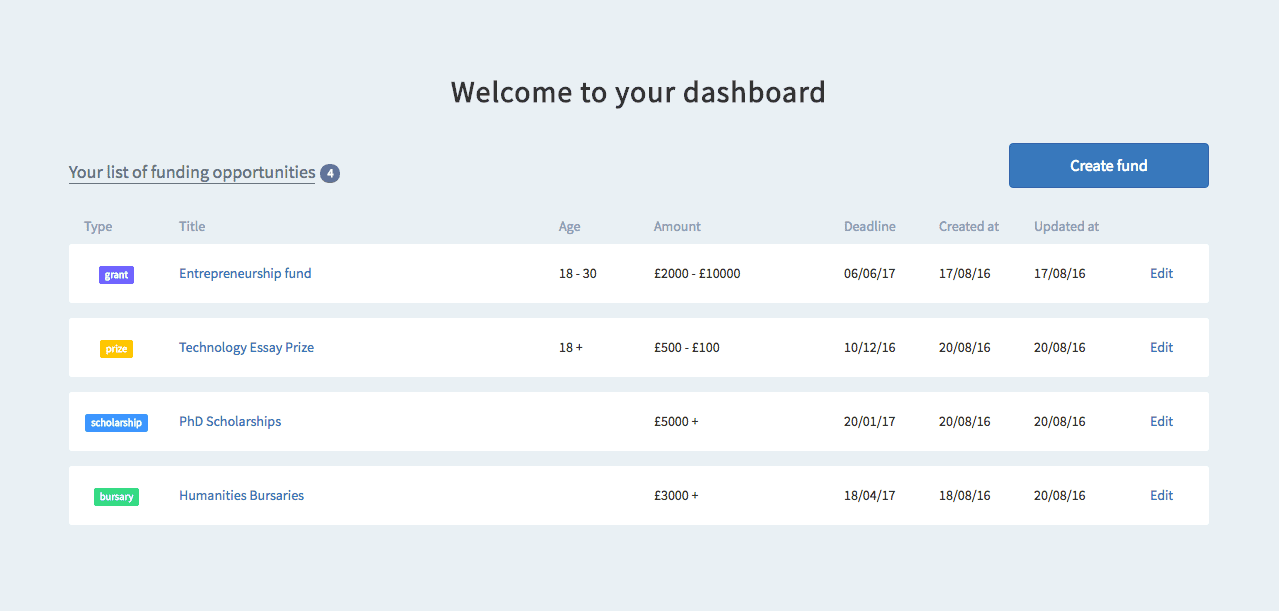 Welcome to your dashboard
Your list of funding opportunities 4
Create fund
Type Title Age Amount Deadline Created at Updated at
grant Entrepreneurship fund 18 - 30 £2000 - £10000 06/06/17 17/08/16 17/08/16 Edit
prize Technology Essay Prize 18 + £500 - £100 10/12/16 20/08/16 20/08/16 Edit
scholarship PhD Scholarships £5000 + 20/01/17 20/08/16 20/08/16 Edit
bursary Humanities Bursaries £3000 + 18/04/17 18/08/16 20/08/16 Edit